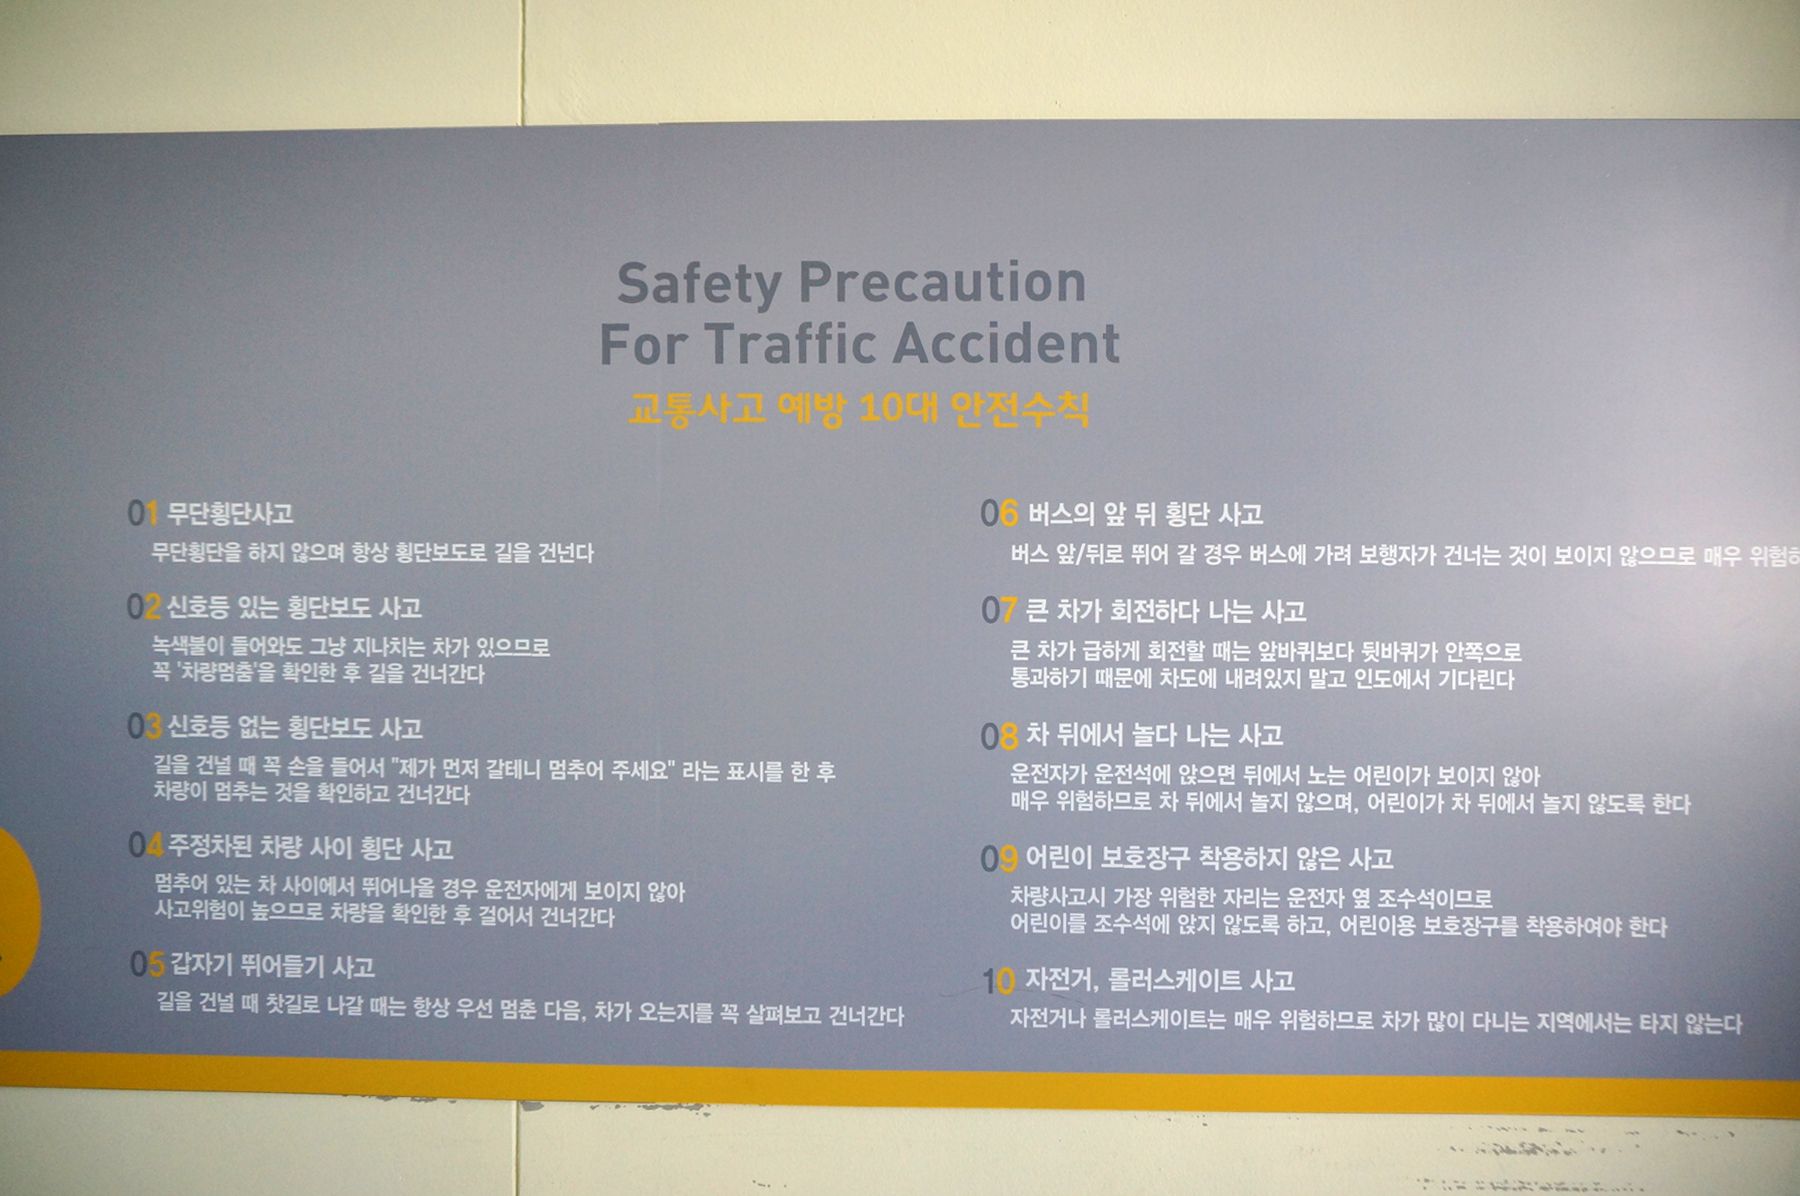 Safety Precaution
For Traffic Accident
교통사고 예방 10대 안전수칙
01 무단횡단사고
무단횡단을 하지 않으며 항상 횡단보도로 길을 건넌다
02 신호등 있는 횡단보도 사고
녹색불이 들어와도 그냥 지나치는 차가 있으므로
꼭 '차량멈춤'을 확인한 후 길을 건너간다
03 신호등 없는 횡단보도 사고
길을 건널 때 꼭 손을 들어서 "제가 먼저 갈테니 멈추어 주세요" 라는 표시를 한 후
차량이 멈추는 것을 확인하고 건너간다
04 주정차된 차량 사이 횡단 사고
멈추어 있는 차 사이에서 뛰어나올 경우 운전자에게 보이지 않아
사고위험이 높으므로 차량을 확인한 후 걸어서 건너간다
05 갑자기 뛰어들기 사고
길을 건널 때 찻길로 나갈 때는 항상 우선 멈춘 다음, 차가 오는지를 꼭 살펴보고 건너간다
06 버스의 앞 뒤 횡단 사고
버스 앞/뒤로 뛰어 갈 경우 버스에 가려 보행자가 건너는 것이 보이지 않으므로 매우
07 큰 차가 회전하다 나는 사고
큰 차가 급하게 회전할 때는 앞바퀴보다 뒷바퀴가 안쪽으로
통과하기 때문에 차도에 내려있지 말고 인도에서 기다린다
08 차 뒤에서 놀다 나는 사고
운전자가 운전석에 앉으면 뒤에서 노는 어린이가 보이지 않아
매우 위험하므로 차 뒤에서 놀지 않으며, 어린이가 차 뒤에서 놀지 않도록 한다
09 어린이 보호장구 착용하지 않은 사고
차량사고시 가장 위험한 자리는 운전자 옆 조수석이므로
어린이를 조수석에 앉지 않도록 하고, 어린이용 보호장구를 착용하여야 한다
10 자전거, 롤러스케이트 사고
자전거나 롤러스케이트는 매우 위험하므로 차가 많이 다니는 지역에서는 타지 않는다